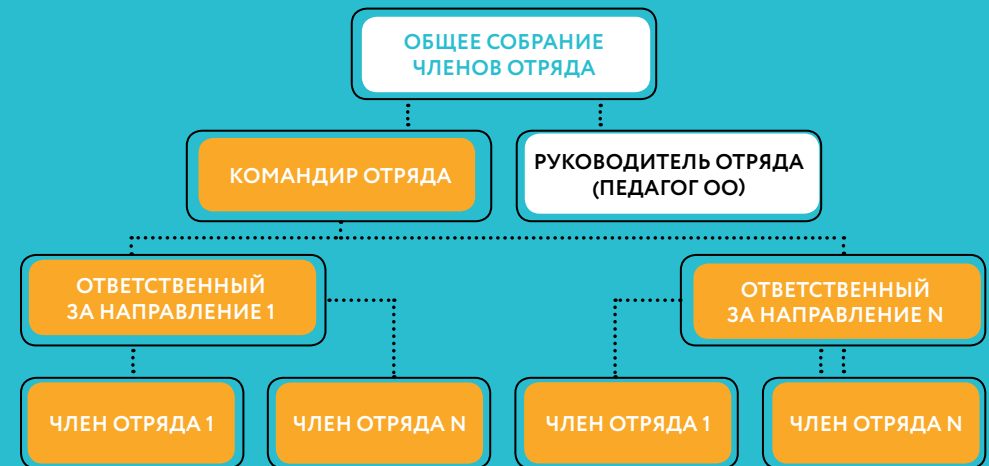 ОБЩЕЕ СОБРАНИЕ
ЧЛЕНОВ ОТРЯДА
КОМАНДИР ОТРЯДА
РУКОВОДИТЕЛЬ ОТРЯДА
(ПЕДАГОГ ОО)
ОТВЕТСТВЕННЫЙ
ЗА НАПРАВЛЕНИЕ 1
ОТВЕТСТВЕННЫЙ
ЗА НАПРАВЛЕНИЕ N
ЧЛЕН ОТРЯДА 1
ЧЛЕН ОТРЯДА N
ЧЛЕН ОТРЯДА 1
ЧЛЕН ОТРЯДА N